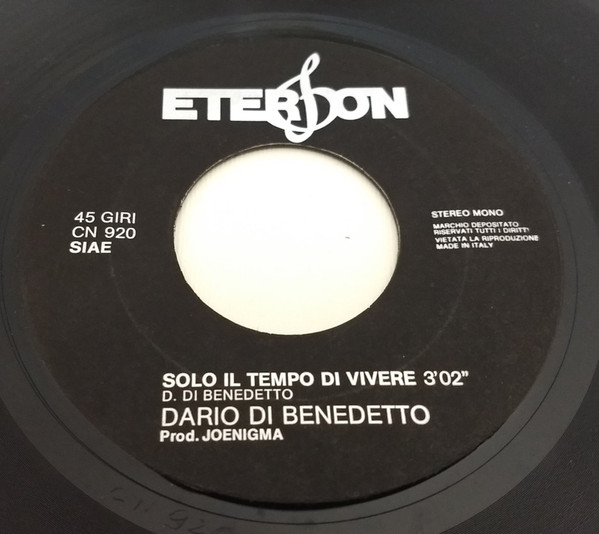 ETERSON
45 GIRI
CN 920
SIAE
STEREO MONO
MARCHIO DEPOSITATO
RISERVATI TUTTI I DIRITTI
VIETATA LA RIPRODUZIONE
MADE IN ITALY
SOLO IL TEMPO DI VIVERE 3'02”
D. DI BENEDETTO
DARIO DI BENEDETTO
Prod. JOENIGMA